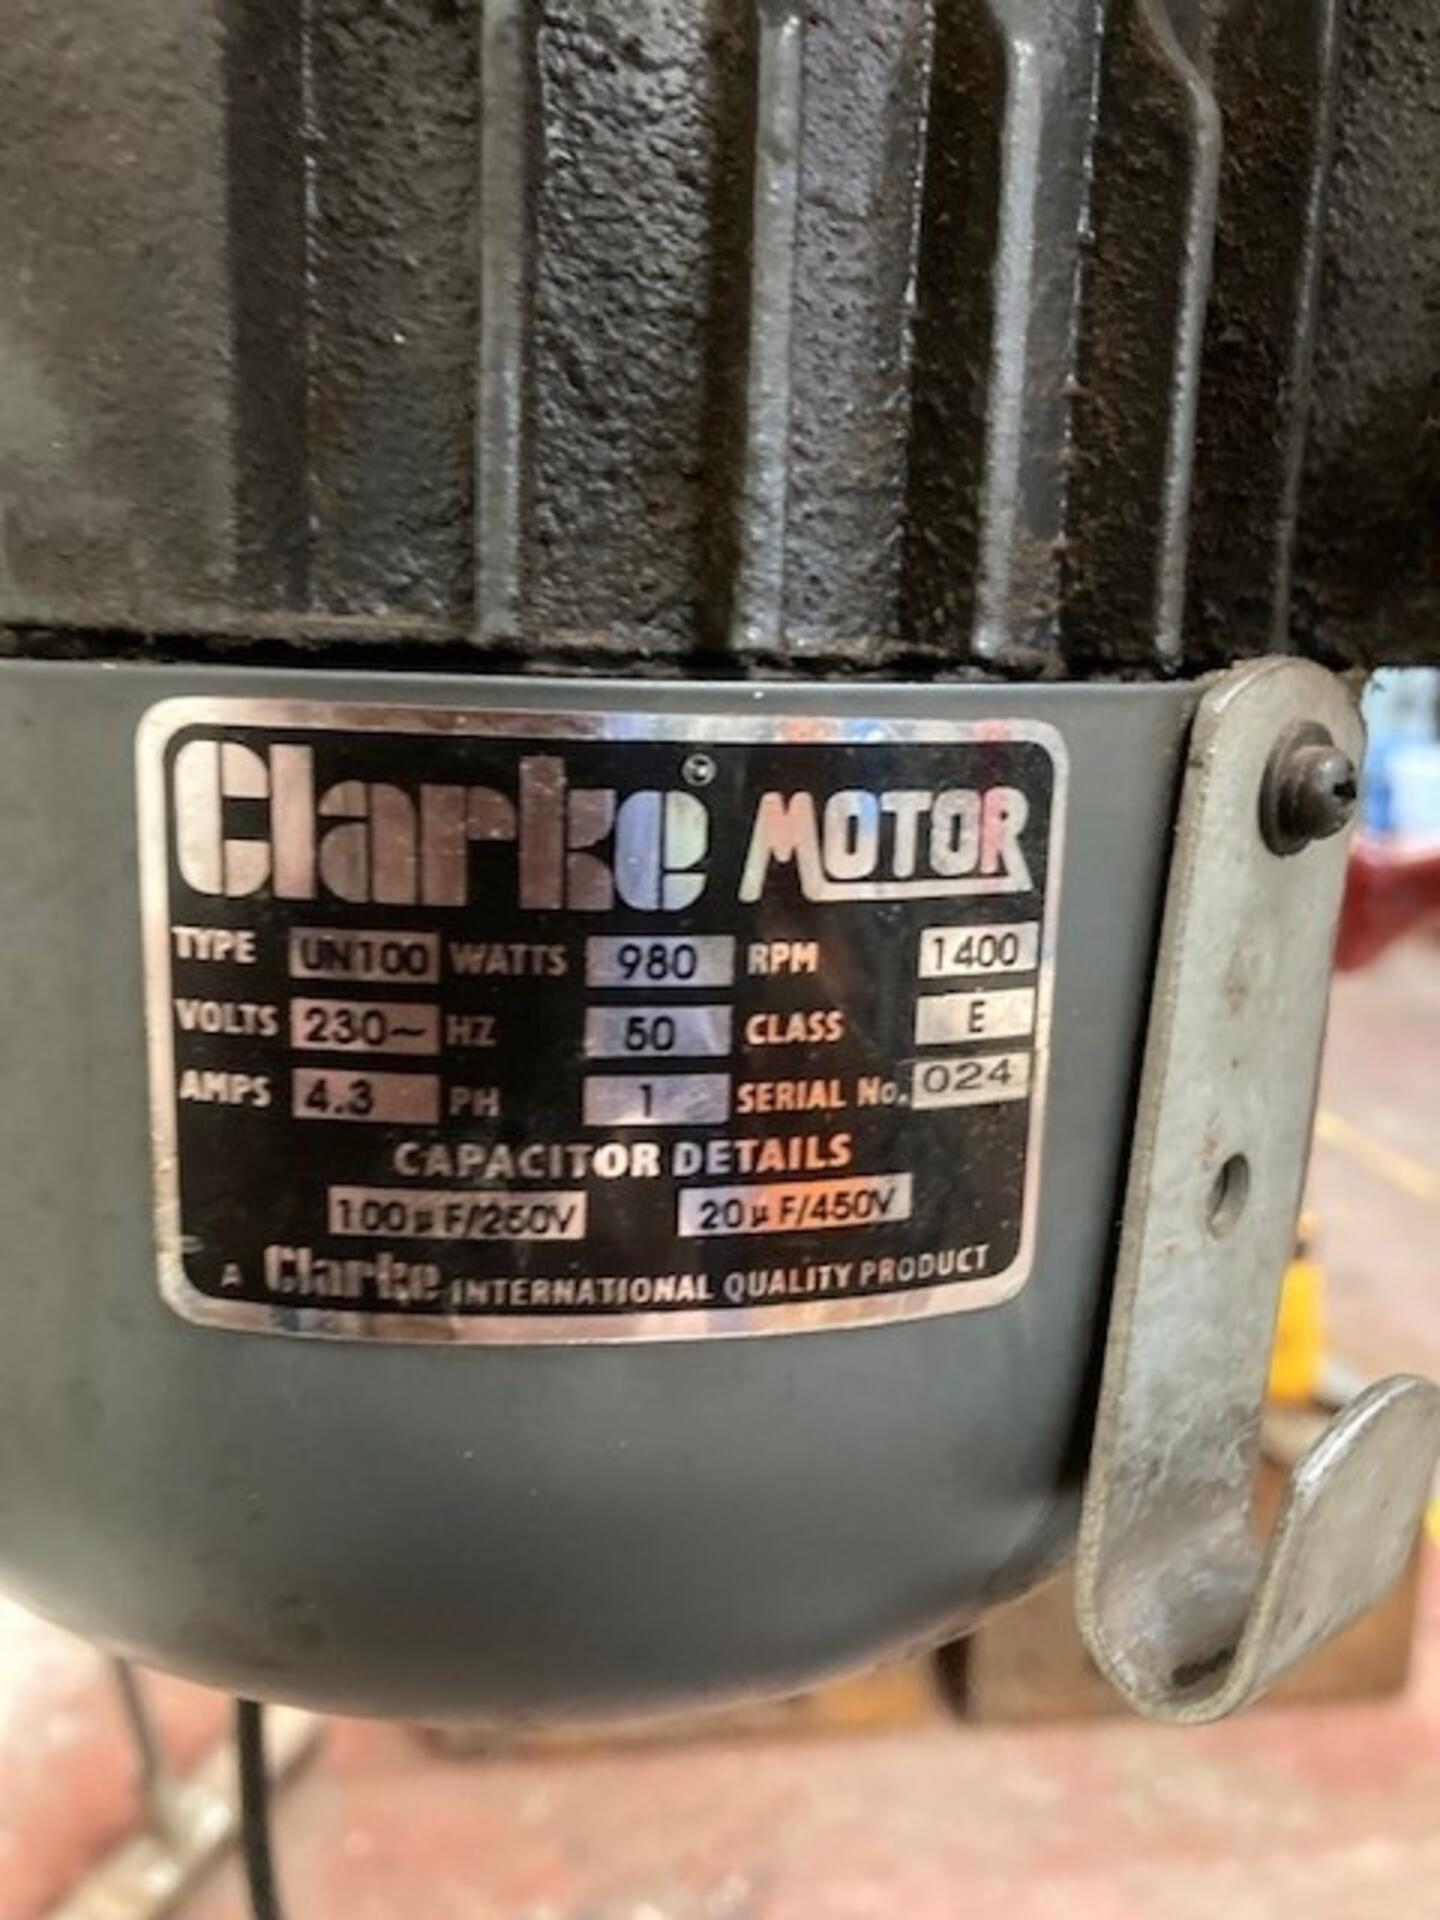 Clarke® MOTOR
TYPE UN100 WATTS 980 RPM 1400
VOLTS 230~ HZ 50 CLASS E
AMPS 4.3 PH 1 SERIAL No. 024
CAPACITOR DETAILS
100µF/250V 20µF/450V
A Clarke INTERNATIONAL QUALITY PRODUCT